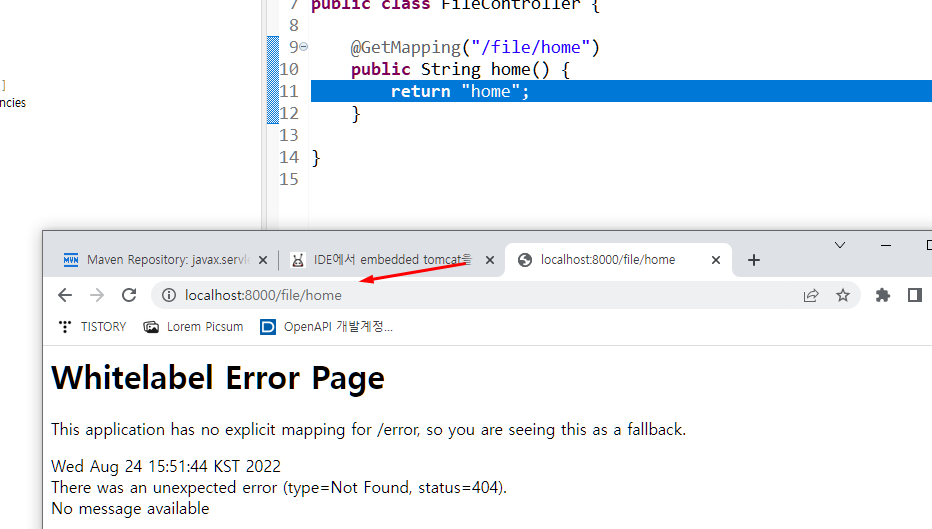 7 public class FileController {
8
9 @GetMapping("/file/home")
10 public String home() {
]
11 return "home";
ncies
12 }
13
14 }
15
Maven Repository: javax.servle
IDE에서 embedded tomcat을
localhost:8000/file/home
localhost:8000/file/home
TISTORY
Lorem Picsum
OpenAPI 개발계정...
Whitelabel Error Page
This application has no explicit mapping for /error, so you are seeing this as a fallback.
Wed Aug 24 15:51:44 KST 2022
There was an unexpected error (type=Not Found, status=404).
No message available